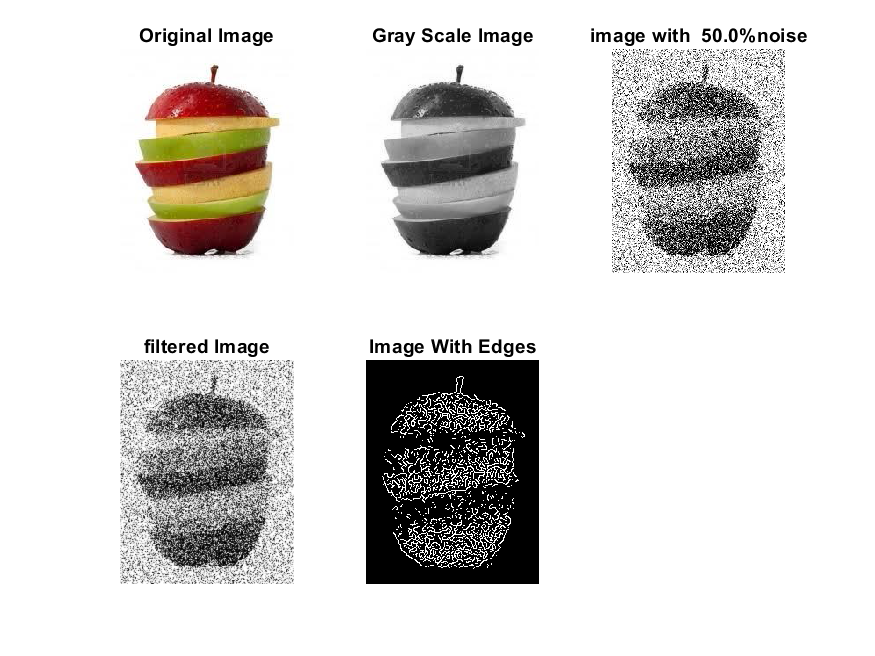 Original Image
Gray Scale Image
image with  50.0%noise
filtered Image
Image With Edges